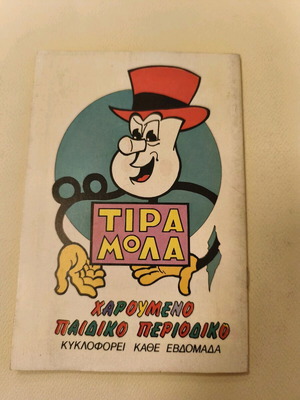 ΤΙΡΑ
ΜΟΛΑ
ΧΑΡΟΥΜΕΝΟ
ΠΑΙΔΙΚΟ ΠΕΡΙΟΔΙΚΟ
ΚΥΚΛΟΦΟΡΕΙ ΚΑΘΕ ΕΒΔΟΜΑΔΑ